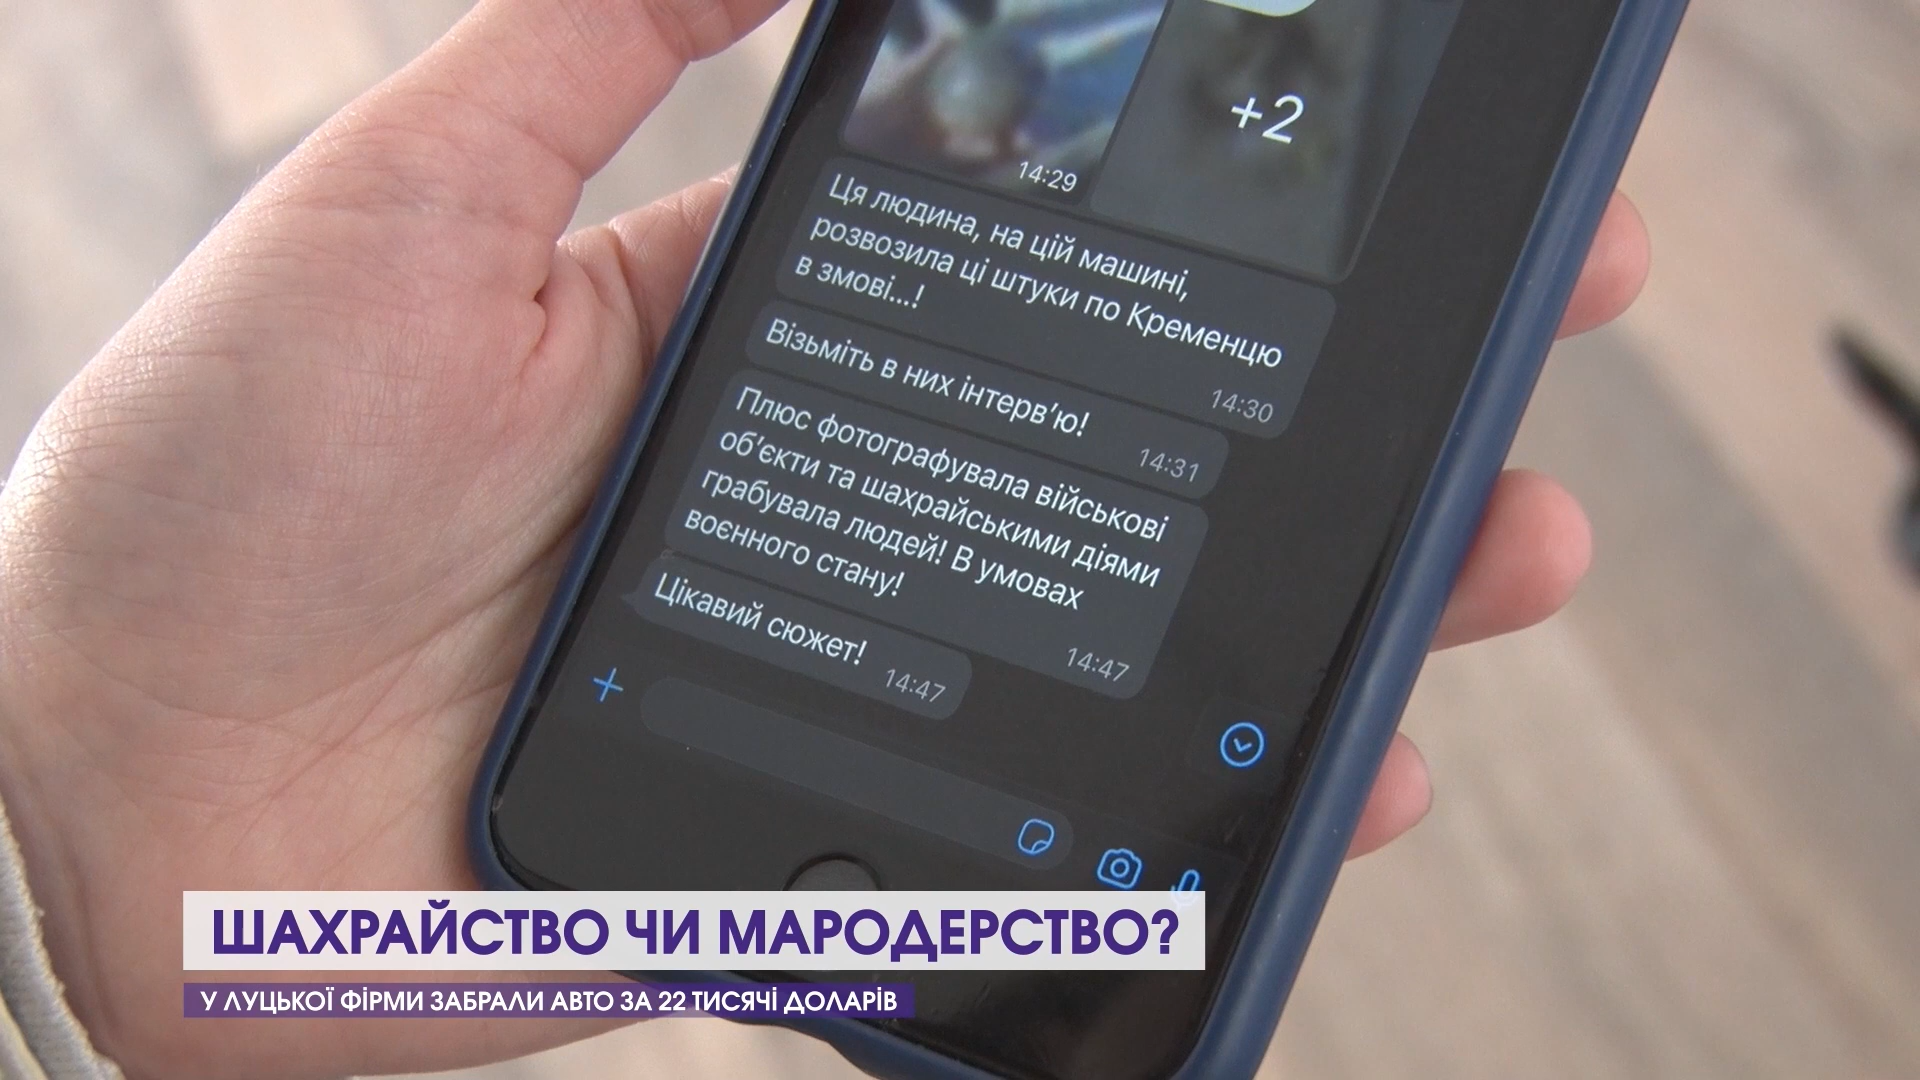 +2
14:29
Ця людина, на цій машині,
розвозила ці штуки по Кременцю
в змові...!
14:30
Візьміть в них інтерв’ю!
14:31
Плюс фотографувала військові
об’єкти та шахрайськими діями
грабувала людей! В умовах
воєнного стану!
14:47
Цікавий сюжет!
14:47
ШАХРАЙСТВО ЧИ МАРОДЕРСТВО?
У ЛУЦЬКОЇ ФІРМИ ЗАБРАЛИ АВТО ЗА 22 ТИСЯЧІ ДОЛАРІВ